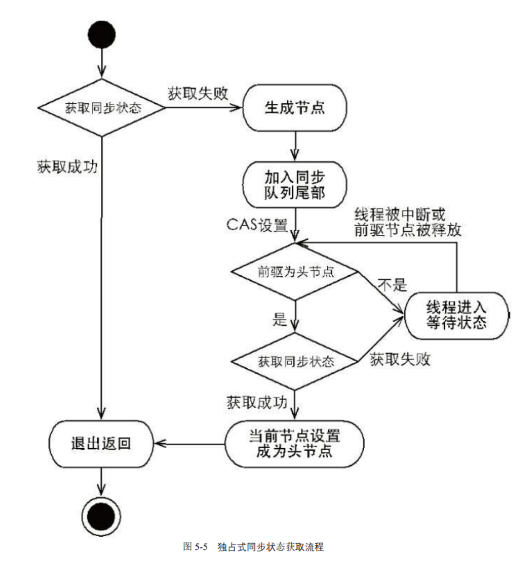 获取同步状态
获取失败
生成节点
获取成功
加入同步
队列尾部
CAS设置
线程被中断或
前驱节点被释放
前驱为头节点
不是
线程进入
等待状态
是
获取同步状态
获取失败
获取成功
退出返回
当前节点设置
成为头节点
图 5-5 独占式同步状态获取流程